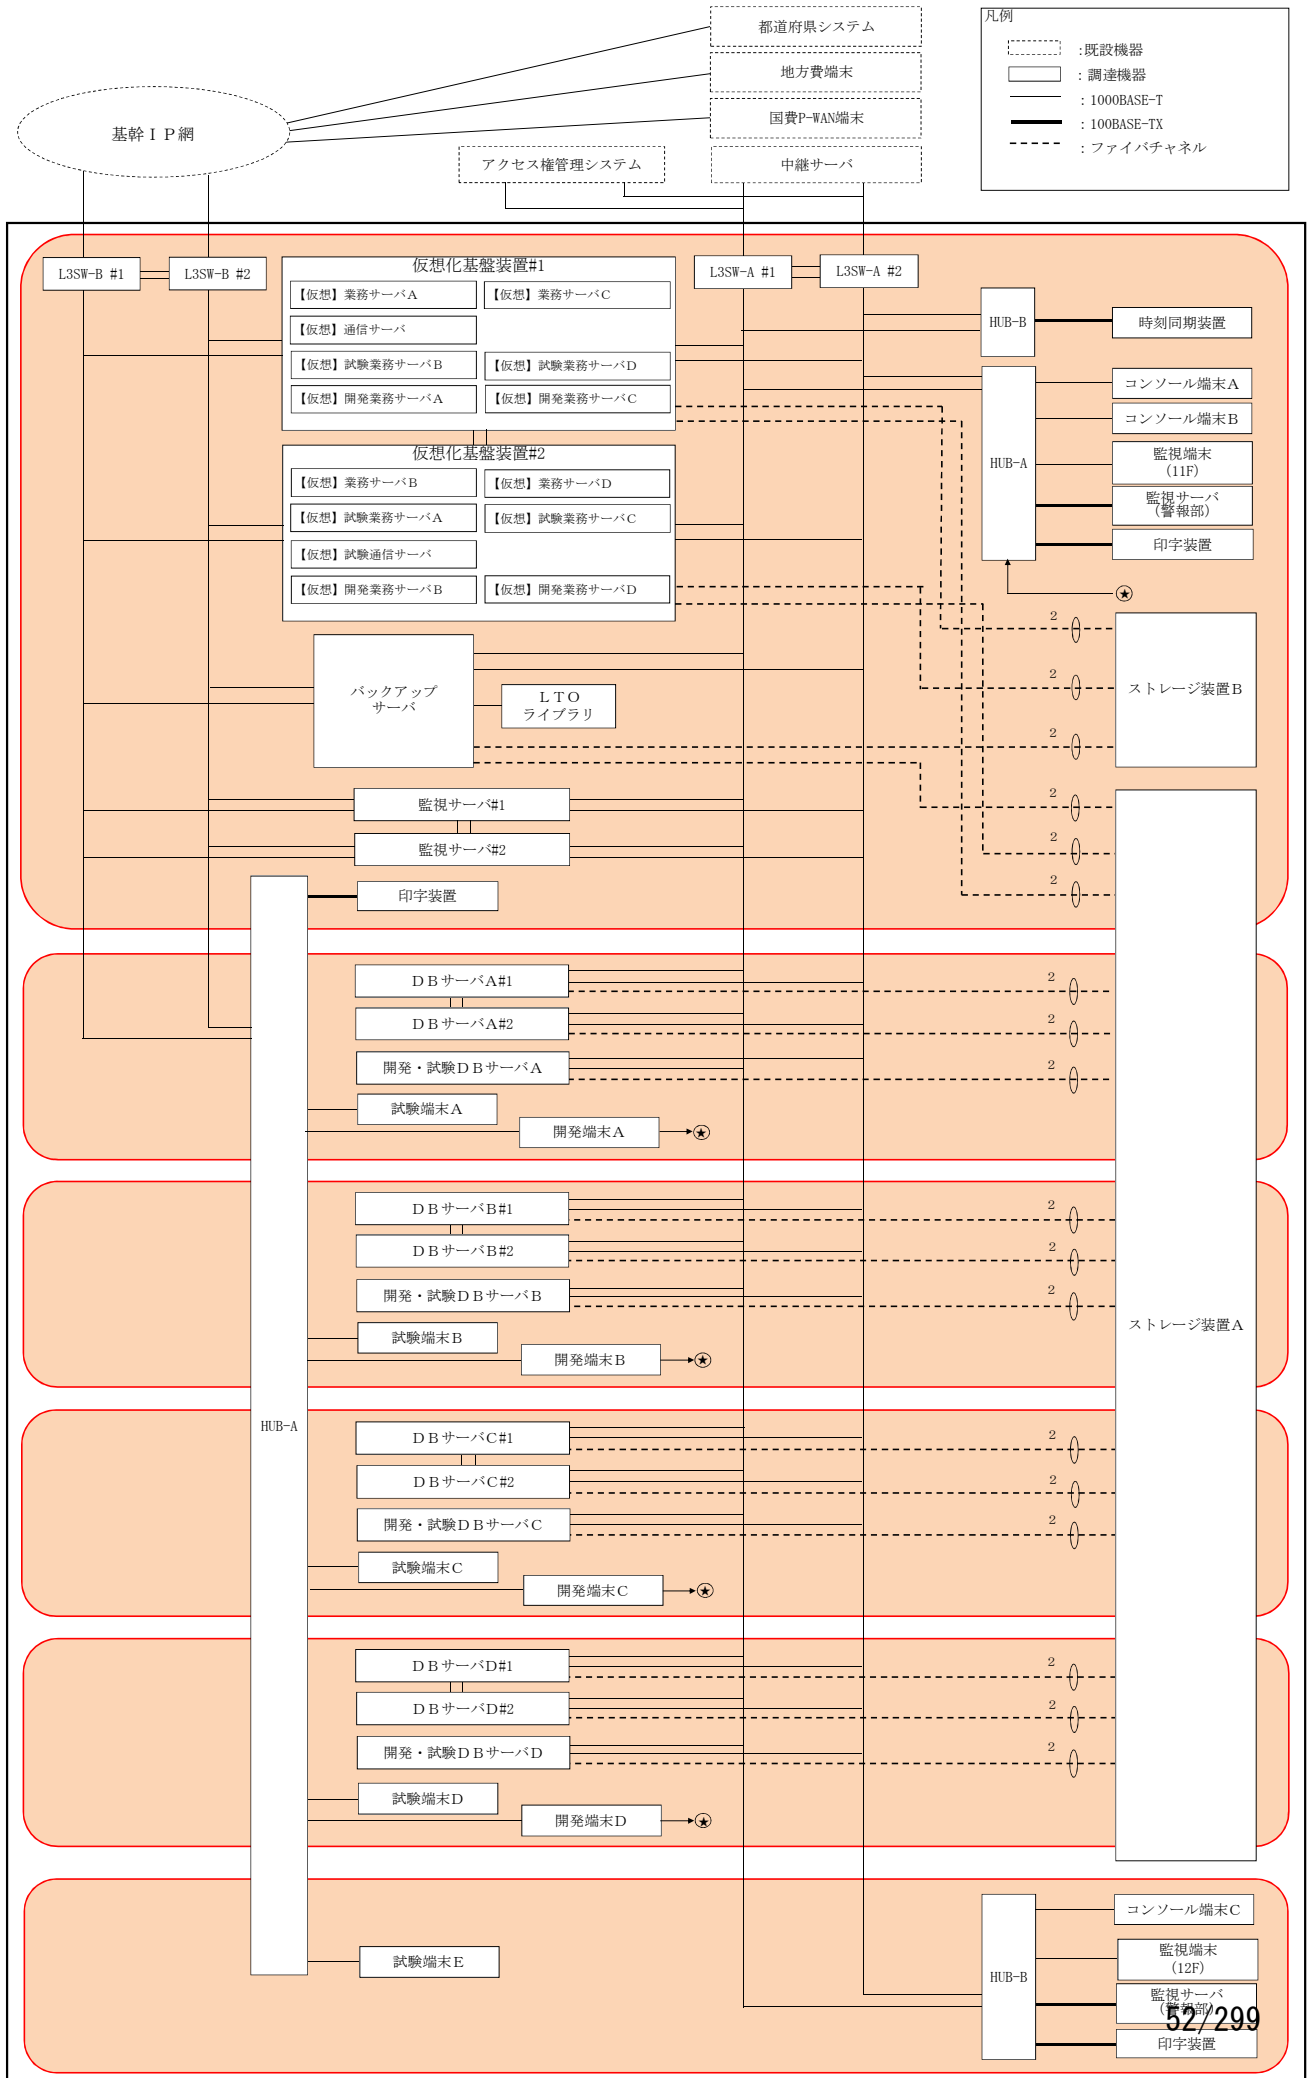 都道府県システム
地方費端末
国費P-WAN端末
中継サーバ
アクセス権管理システム
基幹ＩＰ網
凡例
:既設機器
：調達機器
：1000BASE-T
：100BASE-TX
：ファイバチャネル
L3SW-B #1
L3SW-B #2
仮想化基盤装置#1
【仮想】業務サーバA
【仮想】業務サーバC
【仮想】通信サーバ
【仮想】試験業務サーバB
【仮想】試験業務サーバD
【仮想】開発業務サーバA
【仮想】開発業務サーバC
L3SW-A #1
L3SW-A #2
HUB-B
時刻同期装置
HUB-A
コンソール端末A
コンソール端末B
監視端末
(11F)
監視サーバ
(警報部)
印字装置
★
仮想化基盤装置#2
【仮想】業務サーバB
【仮想】業務サーバD
【仮想】試験業務サーバA
【仮想】試験業務サーバC
【仮想】試験通信サーバ
【仮想】開発業務サーバB
【仮想】開発業務サーバD
バックアップ
サーバ
ＬＴＯ
ライブラリ
2
2
2
ストレージ装置B
監視サーバ#1
監視サーバ#2
印字装置
2
2
2
HUB-A
ストレージ装置A
ＤＢサーバA#1
2
ＤＢサーバA#2
2
開発・試験ＤＢサーバA
2
試験端末A
開発端末A
★
ＤＢサーバB#1
2
ＤＢサーバB#2
2
開発・試験ＤＢサーバB
2
試験端末B
開発端末B
★
ＤＢサーバC#1
2
ＤＢサーバC#2
2
開発・試験ＤＢサーバC
2
試験端末C
開発端末C
★
ＤＢサーバD#1
2
ＤＢサーバD#2
2
開発・試験ＤＢサーバD
2
試験端末D
開発端末D
★
試験端末E
HUB-B
コンソール端末C
監視端末
(12F)
監視サーバ
(警報部)
印字装置
52/299